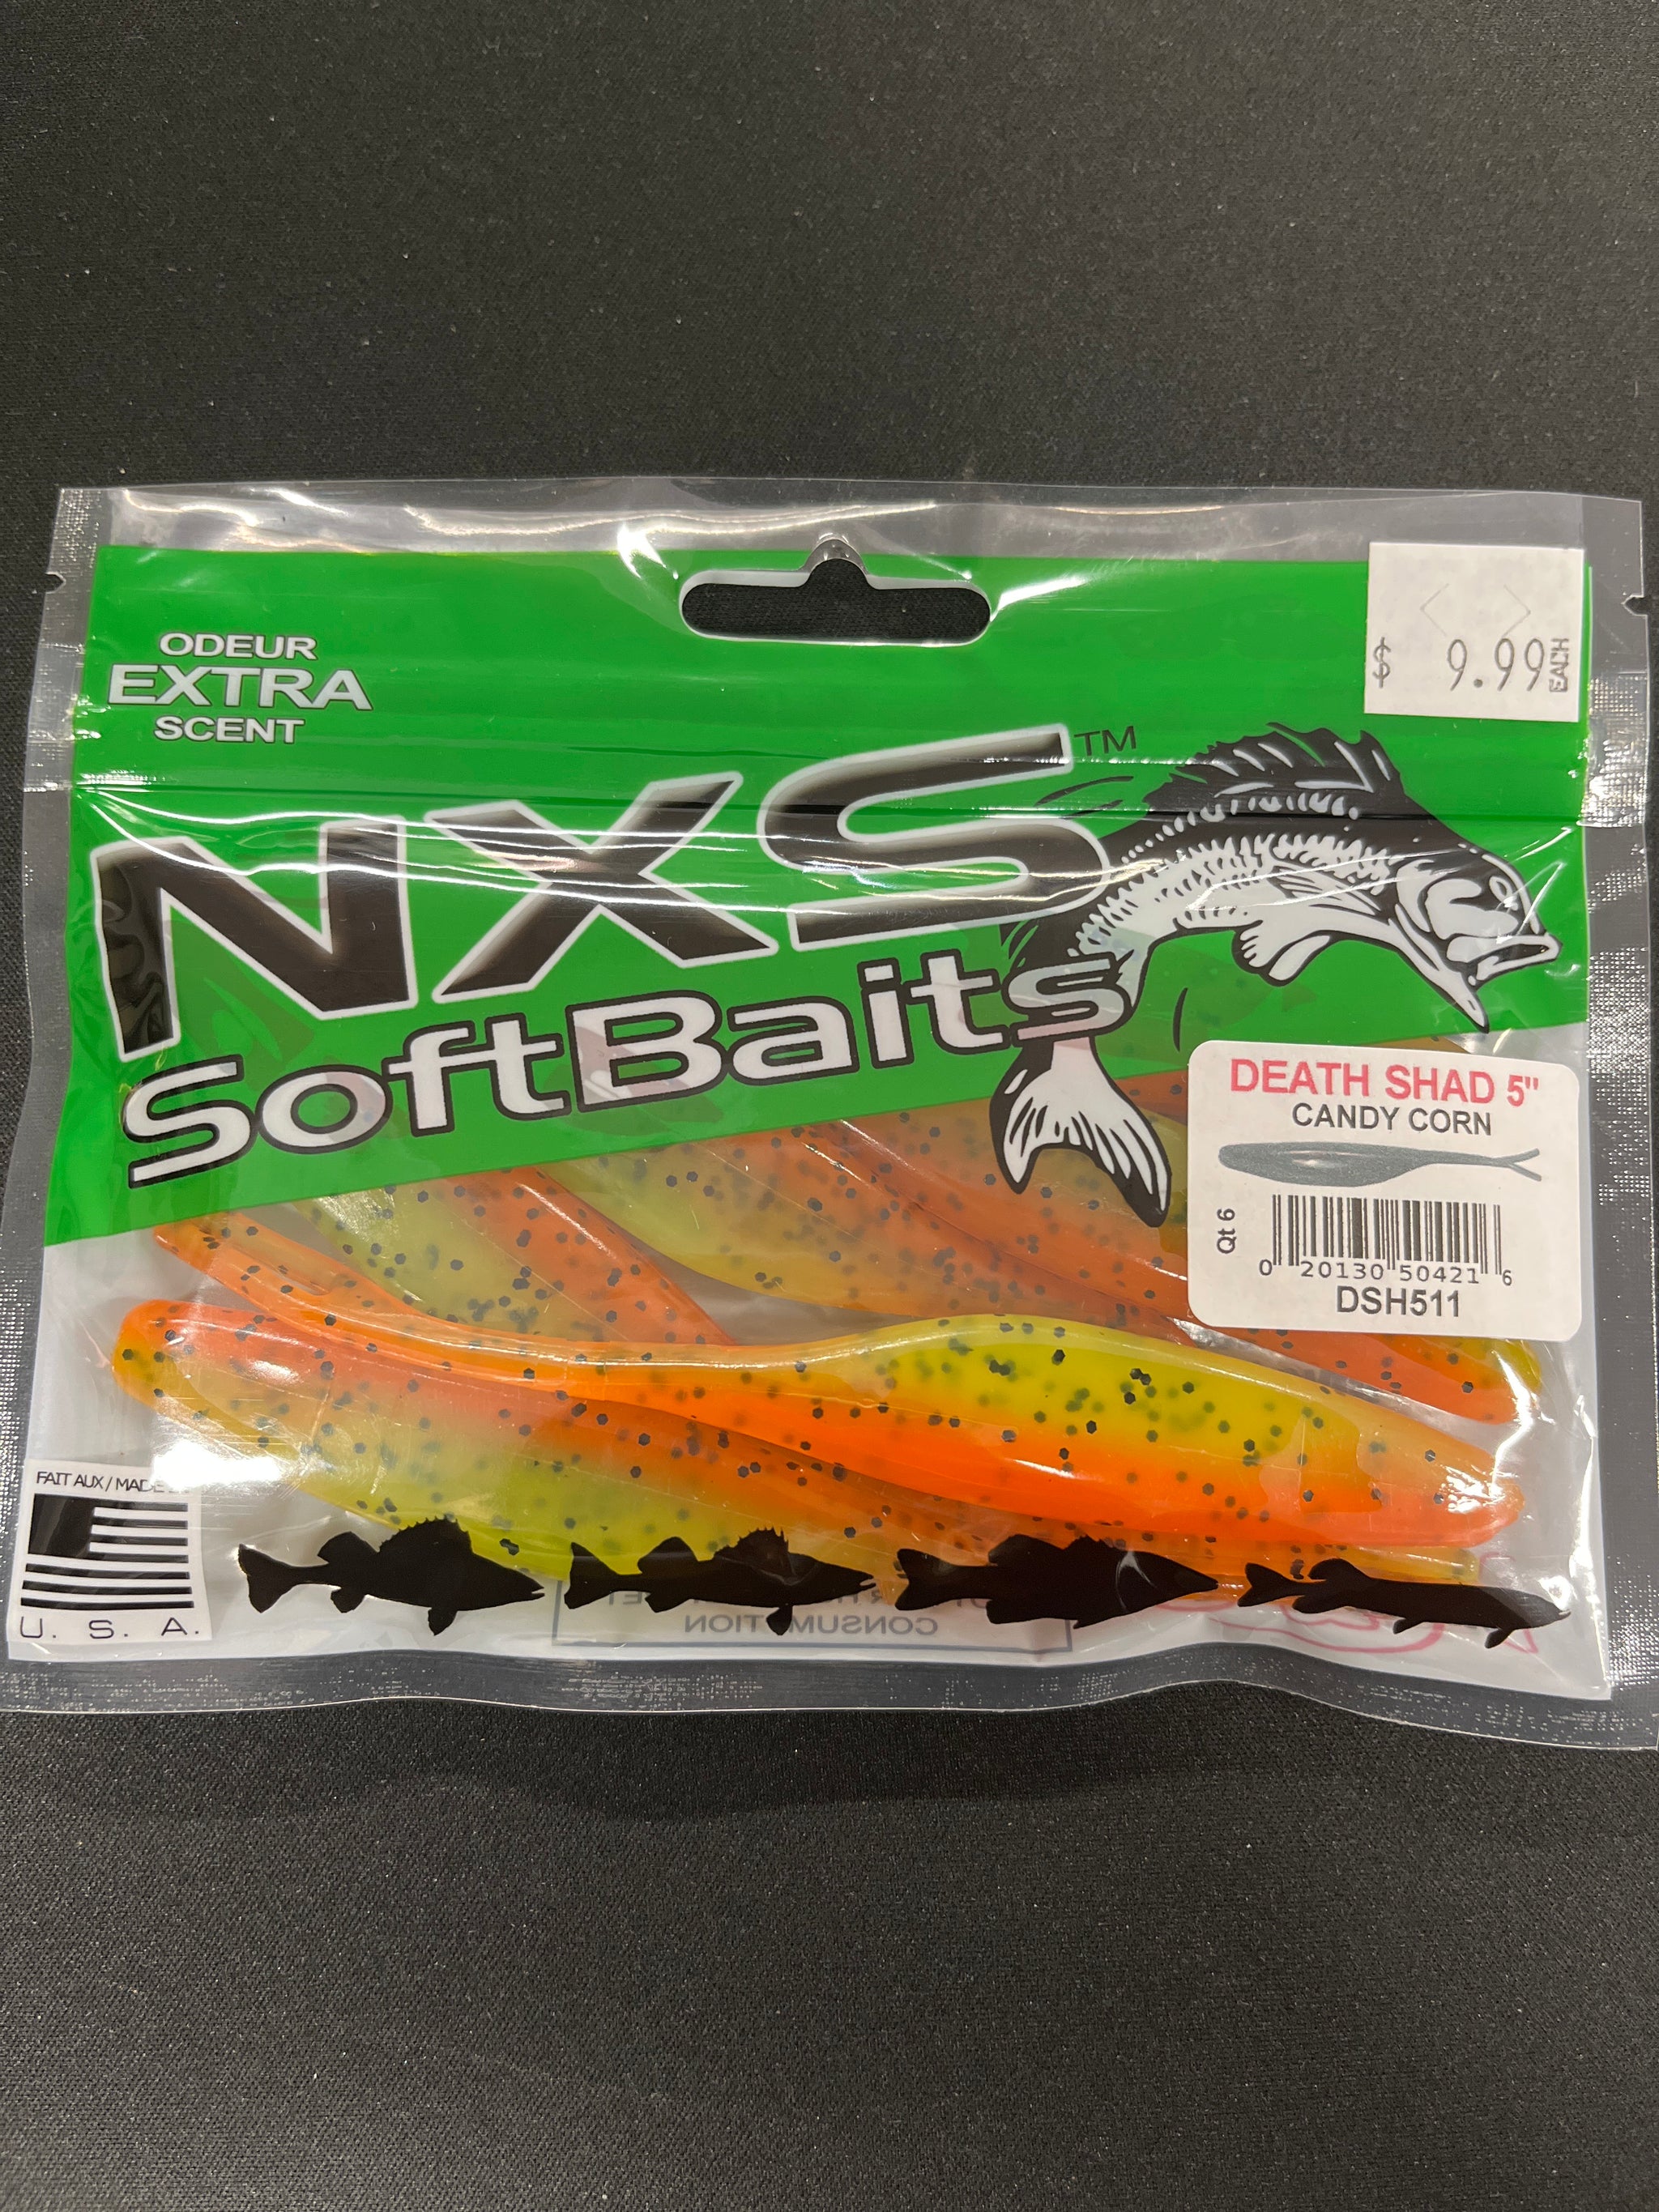 ODEUR
EXTRA
SCENT
$ 9.99 EACH
NXS™
SoftBaits
DEATH SHAD 5"
CANDY CORN
Qt 6
0 20130 50421 6
DSH511
FAIT AUX / MADE
U. S. A.
CONSUMATION